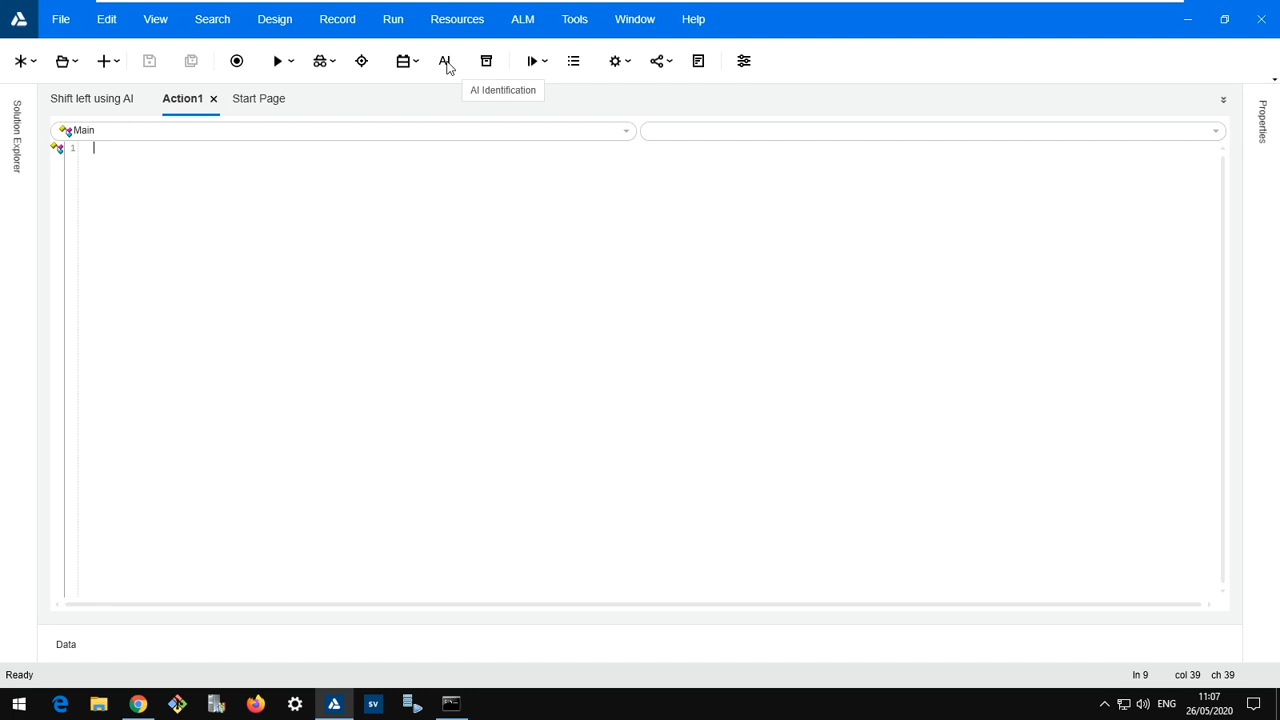 File Edit View Search Design Record Run Resources ALM Tools Window Help
AI
AI Identification
Shift left using AI Action1 Start Page
Solution Explorer
Properties
Main
1
Data
Ready ln 9 col 39 ch 39
SV
ENG
11:07
26/05/2020